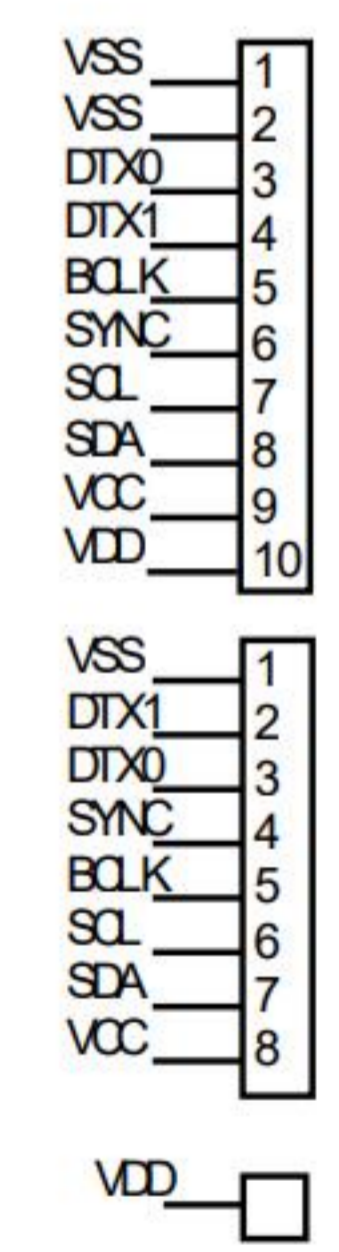 VSS 1
VSS 2
DTX0 3
DTX1 4
BCLK 5
SYNC 6
SCL 7
SDA 8
VCC 9
VDD 10
VSS 1
DTX1 2
DTX0 3
SYNC 4
BCLK 5
SCL 6
SDA 7
VCC 8
VDD